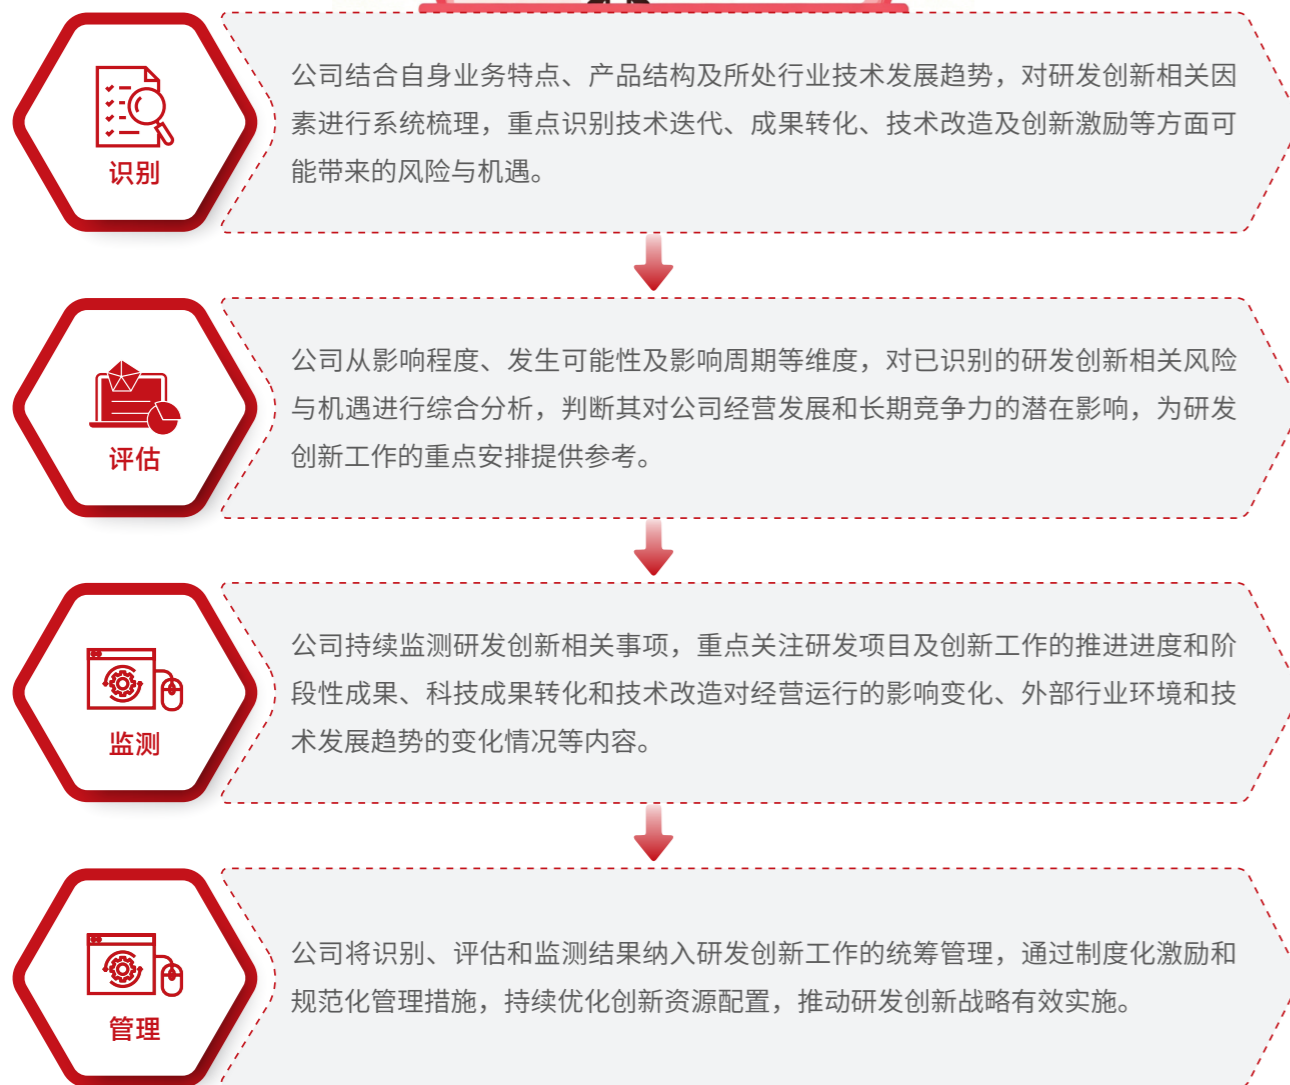 识别
公司结合自身业务特点、产品结构及所处行业技术发展趋势，对研发创新相关因
素进行系统梳理，重点识别技术迭代、成果转化、技术改造及创新激励等方面可
能带来的风险与机遇。
评估
公司从影响程度、发生可能性及影响周期等维度，对已识别的研发创新相关风险
与机遇进行综合分析，判断其对公司经营发展和长期竞争力的潜在影响，为研发
创新工作的重点安排提供参考。
监测
公司持续监测研发创新相关事项，重点关注研发项目及创新工作的推进进度和阶
段性成果、科技成果转化和技术改造对经营运行的影响变化、外部行业环境和技
术发展趋势的变化情况等内容。
管理
公司将识别、评估和监测结果纳入研发创新工作的统筹管理，通过制度化激励和
规范化管理措施，持续优化创新资源配置，推动研发创新战略有效实施。